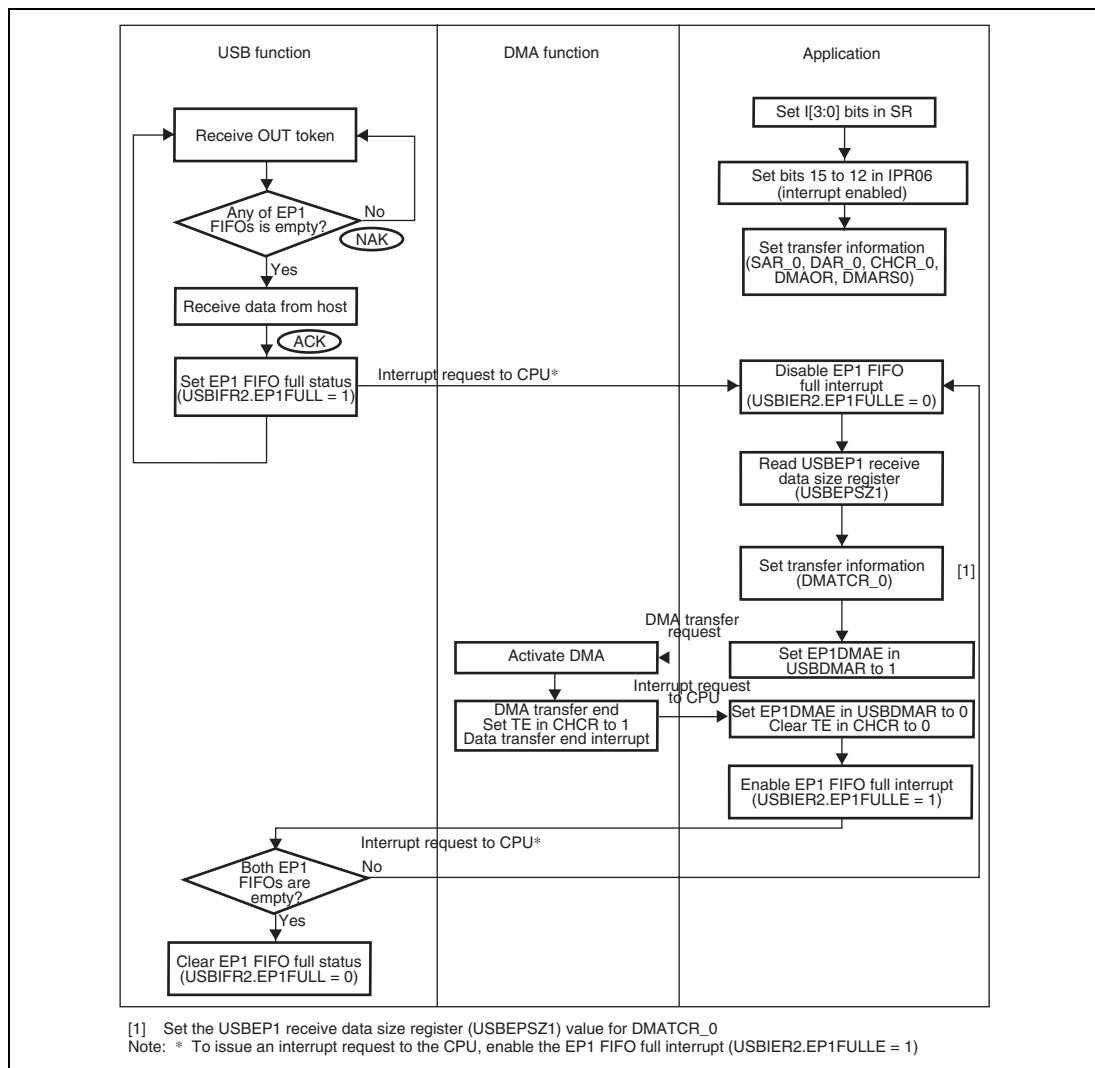 USB function
DMA function
Application
Receive OUT token
Any of EP1
FIFOs is empty?
No
NAK
Yes
Receive data from host
ACK
Set EP1 FIFO full status
(USBIFR2.EP1FULL = 1)
Interrupt request to CPU*
Set I[3:0] bits in SR
Set bits 15 to 12 in IPR06
(interrupt enabled)
Set transfer information
(SAR_0, DAR_0, CHCR_0,
DMAOR, DMARS0)
Disable EP1 FIFO
full interrupt
(USBIER2.EP1FULLE = 0)
Read USBEP1 receive
data size register
(USBEPSZ1)
Set transfer information
(DMATCR_0)
[1]
DMA transfer
request
Activate DMA
Set EP1DMAE in
USBDMAR to 1
Interrupt request
to CPU
DMA transfer end
Set TE in CHCR to 1
Data transfer end interrupt
Set EP1DMAE in USBDMAR to 0
Clear TE in CHCR to 0
Enable EP1 FIFO full interrupt
(USBIER2.EP1FULLE = 1)
Interrupt request to CPU*
Both EP1
FIFOs are
empty?
No
Yes
Clear EP1 FIFO full status
(USBIFR2.EP1FULL = 0)
[1] Set the USBEP1 receive data size register (USBEPSZ1) value for DMATCR_0
Note: * To issue an interrupt request to the CPU, enable the EP1 FIFO full interrupt (USBIER2.EP1FULLE = 1)